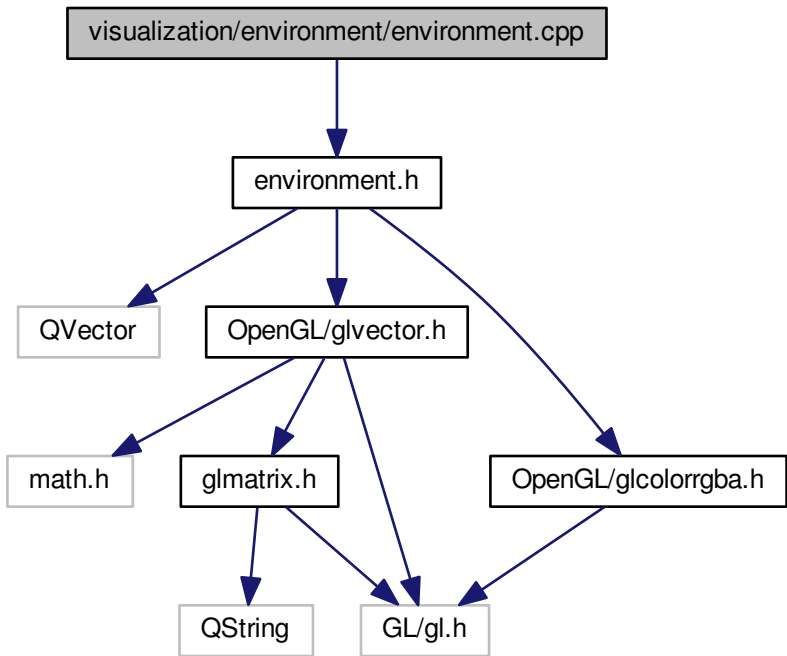 visualization/environment/environment.cpp
environment.h
QVector
OpenGL/glvector.h
math.h
glmatrix.h
OpenGL/glcolorrgba.h
QString
GL/gl.h